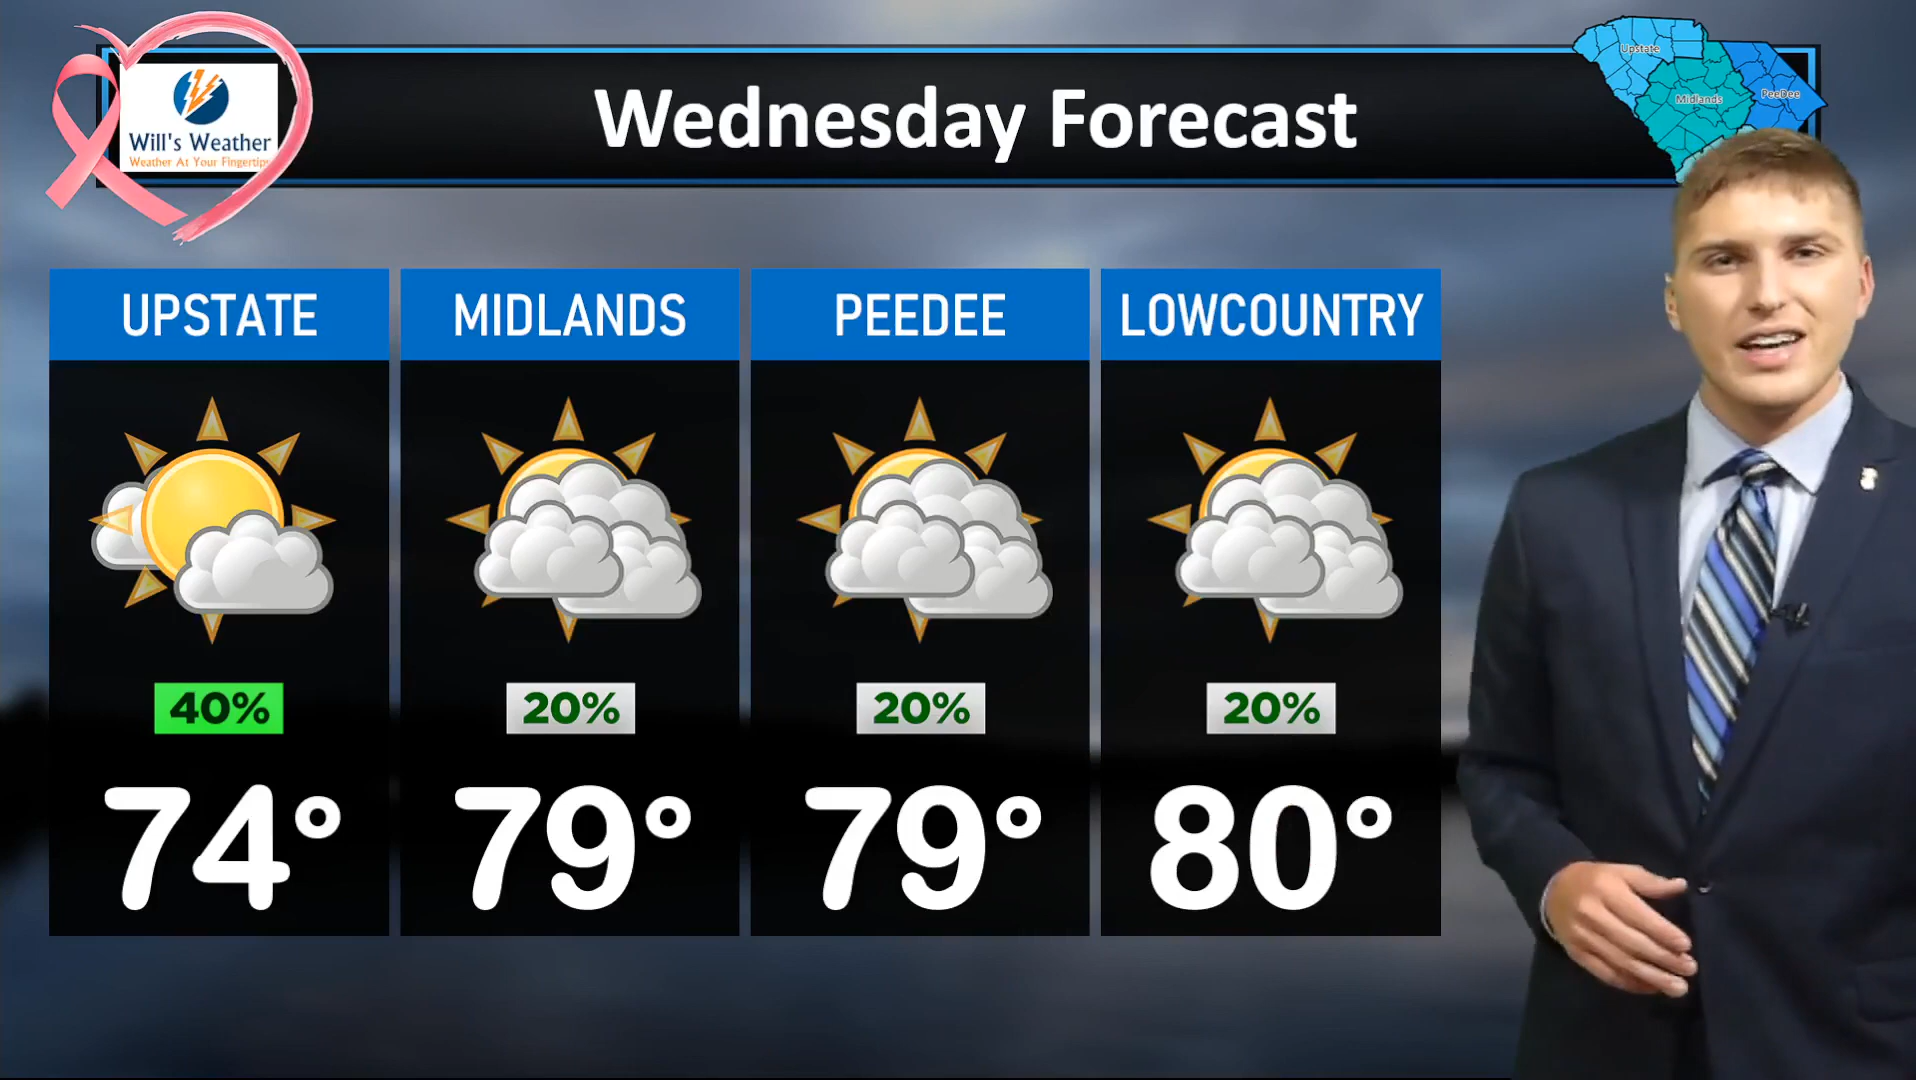 Will's Weather
Weather At Your Fingertips
Wednesday Forecast
Upstate
Midlands
PeeDee
UPSTATE
MIDLANDS
PEEDEE
LOWCOUNTRY
40%
20%
20%
20%
74°
79°
79°
80°